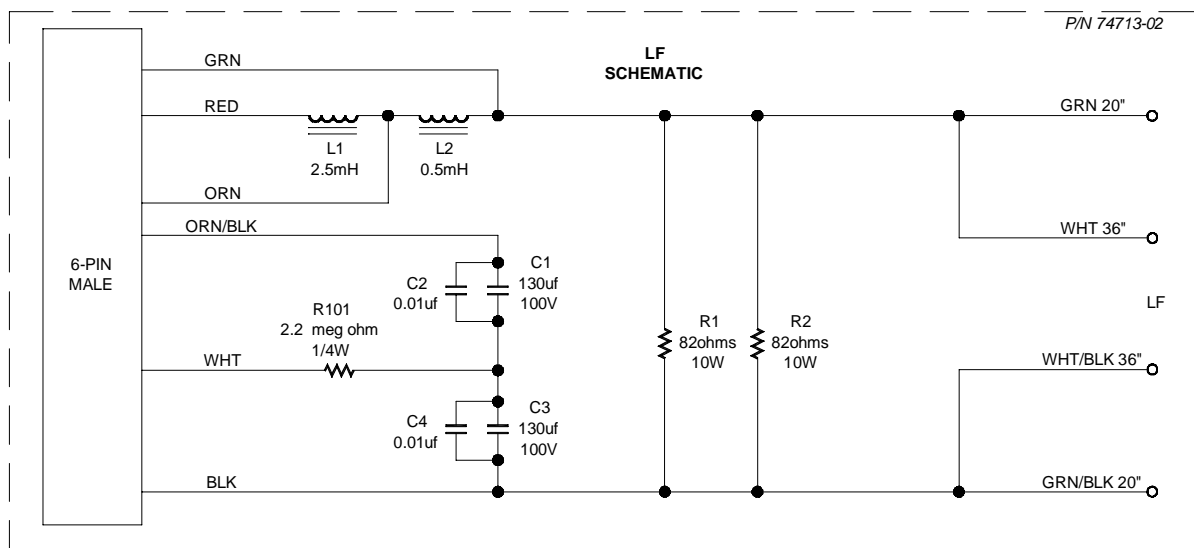 P/N 74713-02
LF
SCHEMATIC
GRN
RED
L1
2.5mH
L2
0.5mH
GRN 20"
ORN
ORN/BLK
WHT 36"
6-PIN
MALE
C2
0.01uf
C1
130uf
100V
LF
R101
2.2 meg ohm
1/4W
R1
82ohms
10W
R2
82ohms
10W
WHT
WHT/BLK 36"
C4
0.01uf
C3
130uf
100V
BLK
GRN/BLK 20"